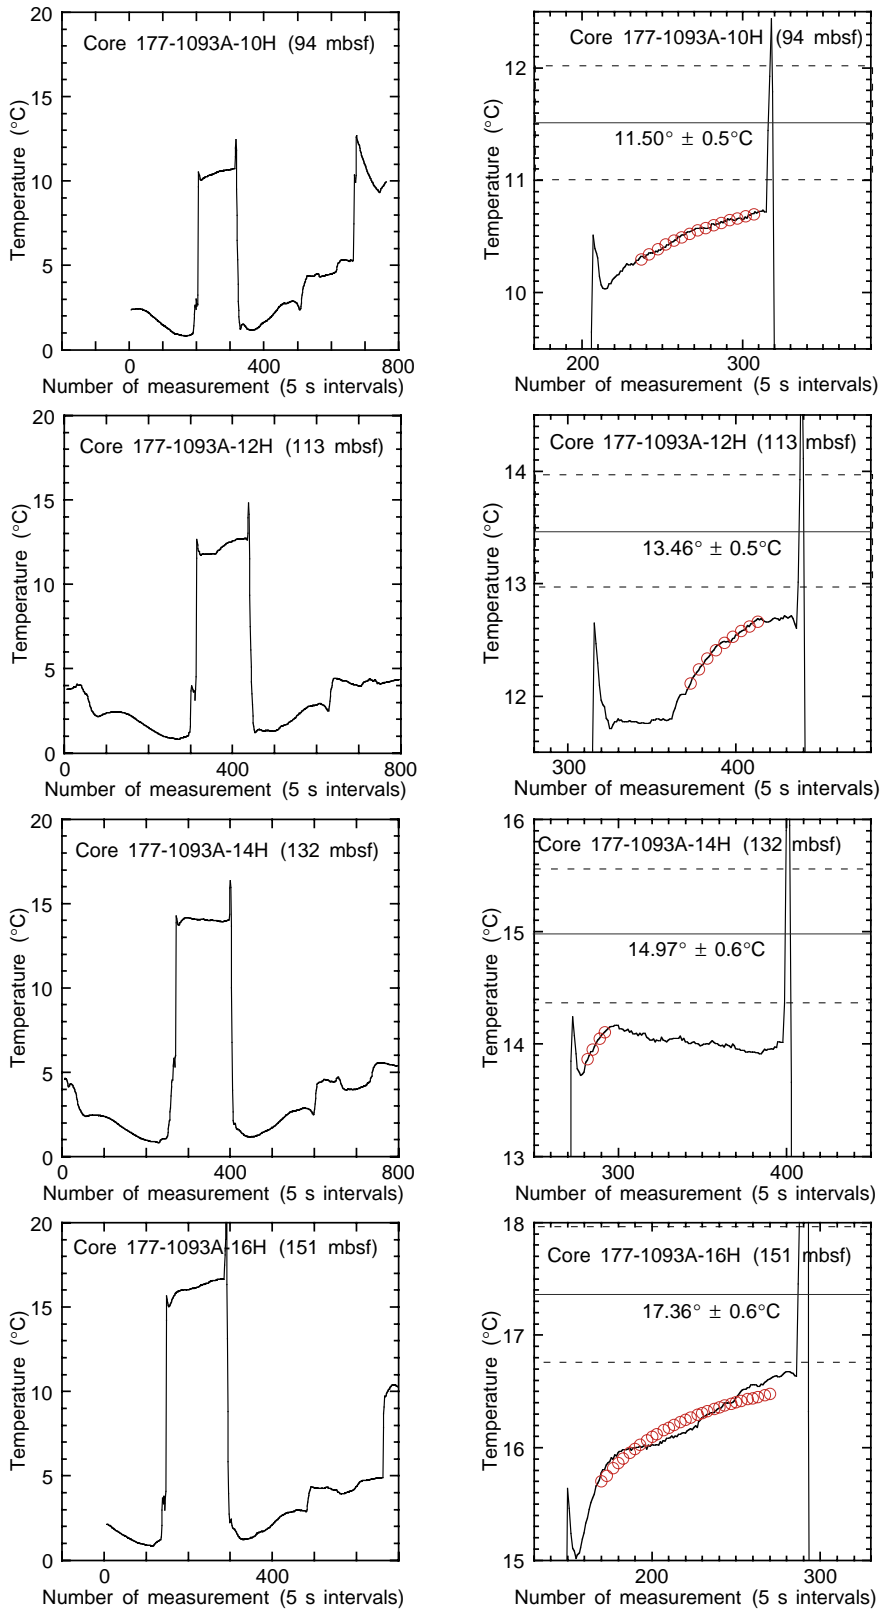 Core 177-1093A-10H (94 mbsf)
Temperature (°C)
20
15
10
5
0
0
400
800
Number of measurement (5 s intervals)
Core 177-1093A-10H (94 mbsf)
Temperature (°C)
12
11
10
11.50° ± 0.5°C
200
300
Number of measurement (5 s intervals)
Core 177-1093A-12H (113 mbsf)
Temperature (°C)
20
15
10
5
0
0
400
800
Number of measurement (5 s intervals)
Core 177-1093A-12H (113 mbsf)
Temperature (°C)
14
13
12
13.46° ± 0.5°C
300
400
Number of measurement (5 s intervals)
Core 177-1093A-14H (132 mbsf)
Temperature (°C)
20
15
10
5
0
0
400
800
Number of measurement (5 s intervals)
Core 177-1093A-14H (132 mbsf)
Temperature (°C)
16
15
14
13
14.97° ± 0.6°C
300
400
Number of measurement (5 s intervals)
Core 177-1093A-16H (151 mbsf)
Temperature (°C)
20
15
10
5
0
0
400
Number of measurement (5 s intervals)
Core 177-1093A-16H (151 mbsf)
Temperature (°C)
18
17
16
15
17.36° ± 0.6°C
200
300
Number of measurement (5 s intervals)